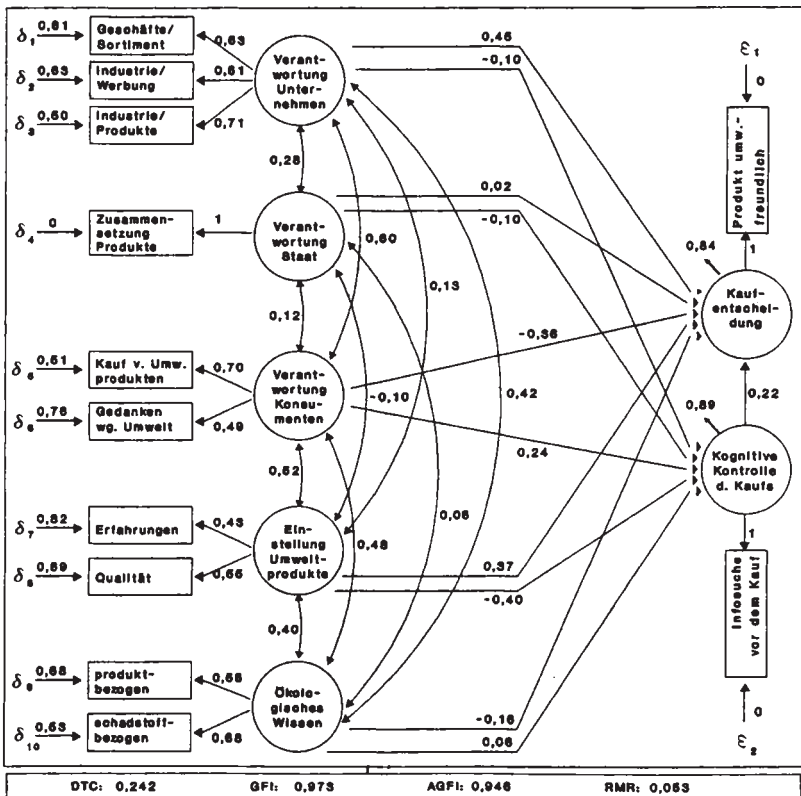 δ1 0,61
Geschäfte/
Sortiment
0,63
δ2 0,63
Industrie/
Werbung
0,61
δ3 0,50
Industrie/
Produkte
0,71
Verant-
wortung
Unter-
nehmen
0,46
-0,10
0,28
δ4 0
Zusammen-
setzung
Produkte
1
Verant-
wortung
Staat
0,02
-0,10
0,60
0,13
0,12
δ5 0,51
Kauf v. Umw.
produkten
0,70
δ6 0,76
Gedanken
wg. Umwelt
0,49
Verant-
wortung
Konsumenten
-0,36
0,24
-0,10
0,42
0,52
δ7 0,82
Erfahrungen
0,43
δ8 0,69
Qualität
0,55
Ein-
stellung
Umwelt-
produkte
0,48
0,06
0,37
-0,40
0,40
δ9 0,68
produkt-
bezogen
0,56
δ10 0,53
schadstoff-
bezogen
0,68
Ökolo-
gisches
Wissen
-0,16
0,06
ε1
0
Produkt umw.-
freundlich
1
0,84
Kauf-
entschei-
dung
0,22
0,89
Kognitive
Kontrolle
d. Kaufs
1
Infosuche
vor dem Kauf
0
ε2
DTC: 0,242 GFI: 0,973 AGFI: 0,946 RMR: 0,053